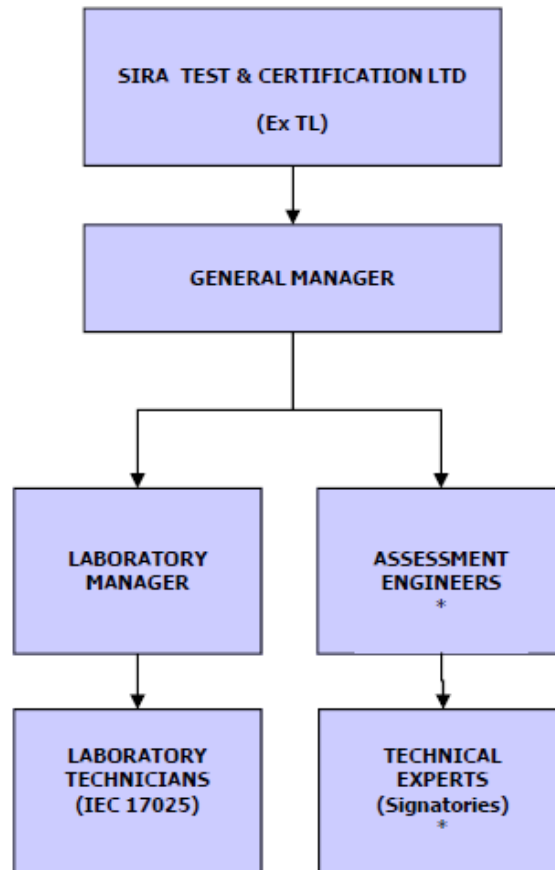 SIRA TEST & CERTIFICATION LTD
(Ex TL)
GENERAL MANAGER
LABORATORY
MANAGER
ASSESSMENT
ENGINEERS
*
LABORATORY
TECHNICIANS
(IEC 17025)
TECHNICAL
EXPERTS
(Signatories)
*